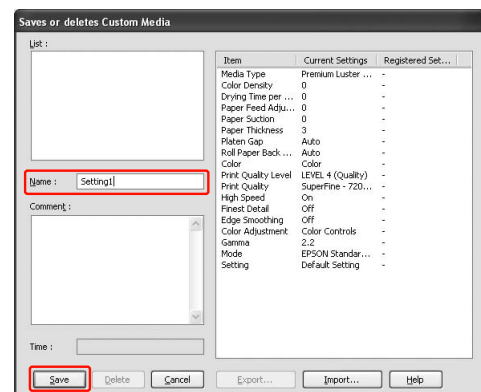 Saves or deletes Custom Media
List :
Item Current Settings Registered Set...
Media Type Premium Luster ... -
Color Density 0 -
Drying Time per ... 0 -
Paper Feed Adju... 0 -
Paper Suction 0 -
Paper Thickness 3 -
Platen Gap Auto -
Roll Paper Back ... Auto -
Color Color -
Print Quality Level LEVEL 4 (Quality) -
Print Quality SuperFine - 720... -
High Speed On -
Finest Detail Off -
Edge Smoothing Off -
Color Adjustment Color Controls -
Gamma 2.2 -
Mode EPSON Standar... -
Setting Default Setting -
Name : Setting1
Comment :
Time :
Save Delete Cancel Export... Import... Help